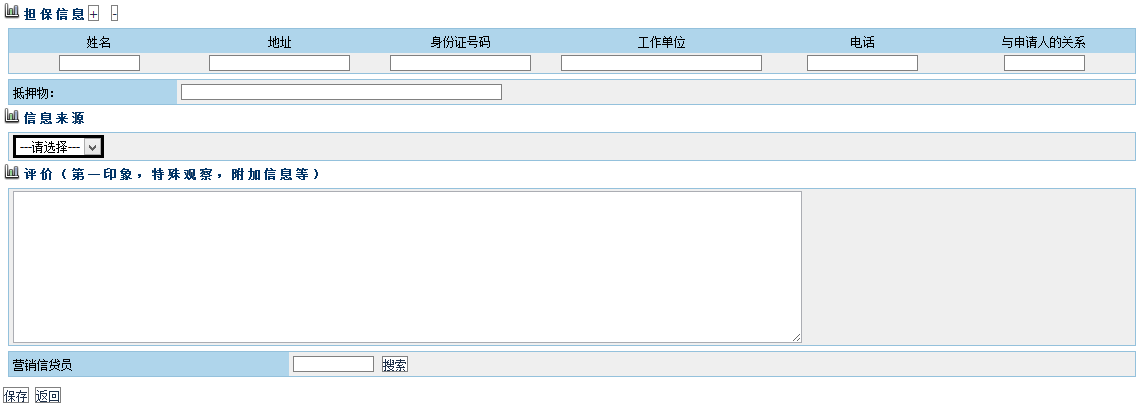 担保信息 + -
姓名 地址 身份证号码 工作单位 电话 与申请人的关系
抵押物：
信息来源
---请选择---
评价（第一印象，特殊观察，附加信息等）
营销信贷员 搜索
保存 返回